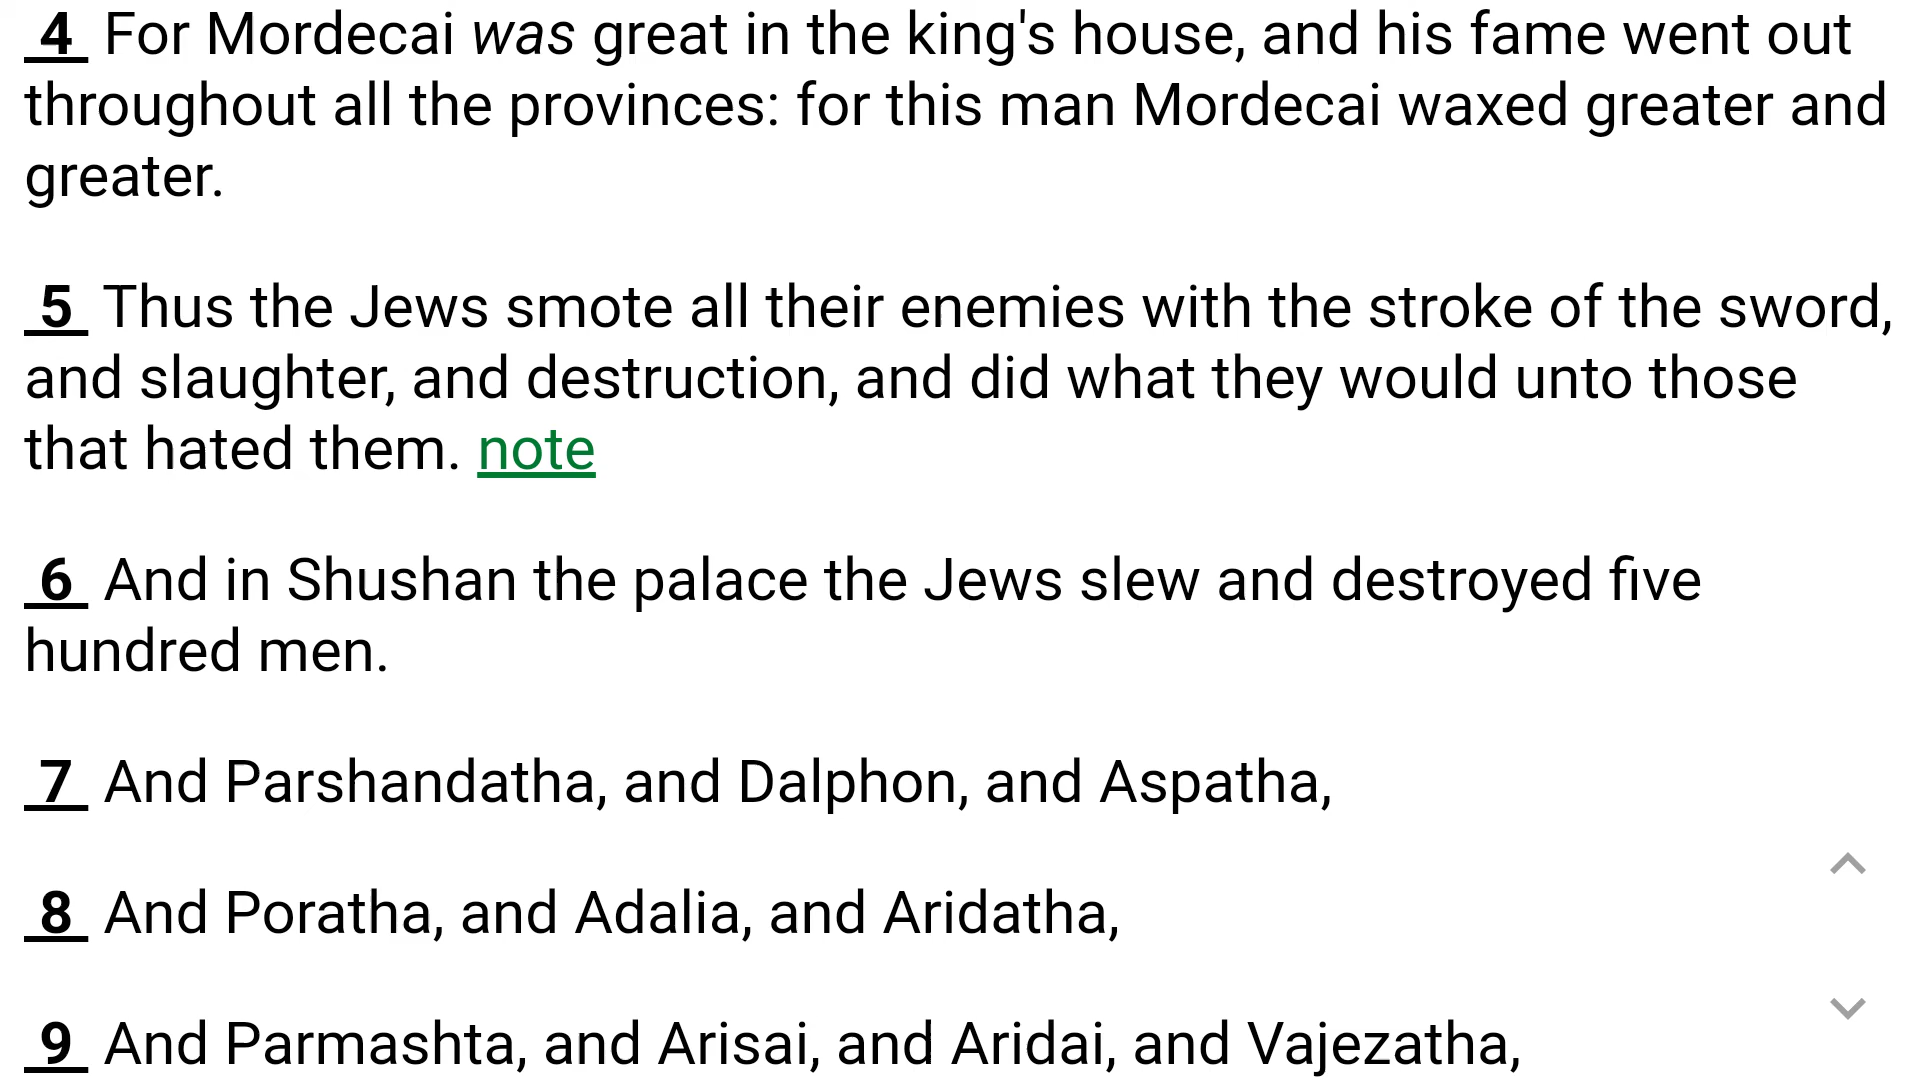 4 For Mordecai was great in the king's house, and his fame went out
throughout all the provinces: for this man Mordecai waxed greater and
greater.
5 Thus the Jews smote all their enemies with the stroke of the sword,
and slaughter, and destruction, and did what they would unto those
that hated them. note
6 And in Shushan the palace the Jews slew and destroyed five
hundred men.
7 And Parshandatha, and Dalphon, and Aspatha,
8 And Poratha, and Adalia, and Aridatha,
9 And Parmashta, and Arisai, and Aridai, and Vajezatha,